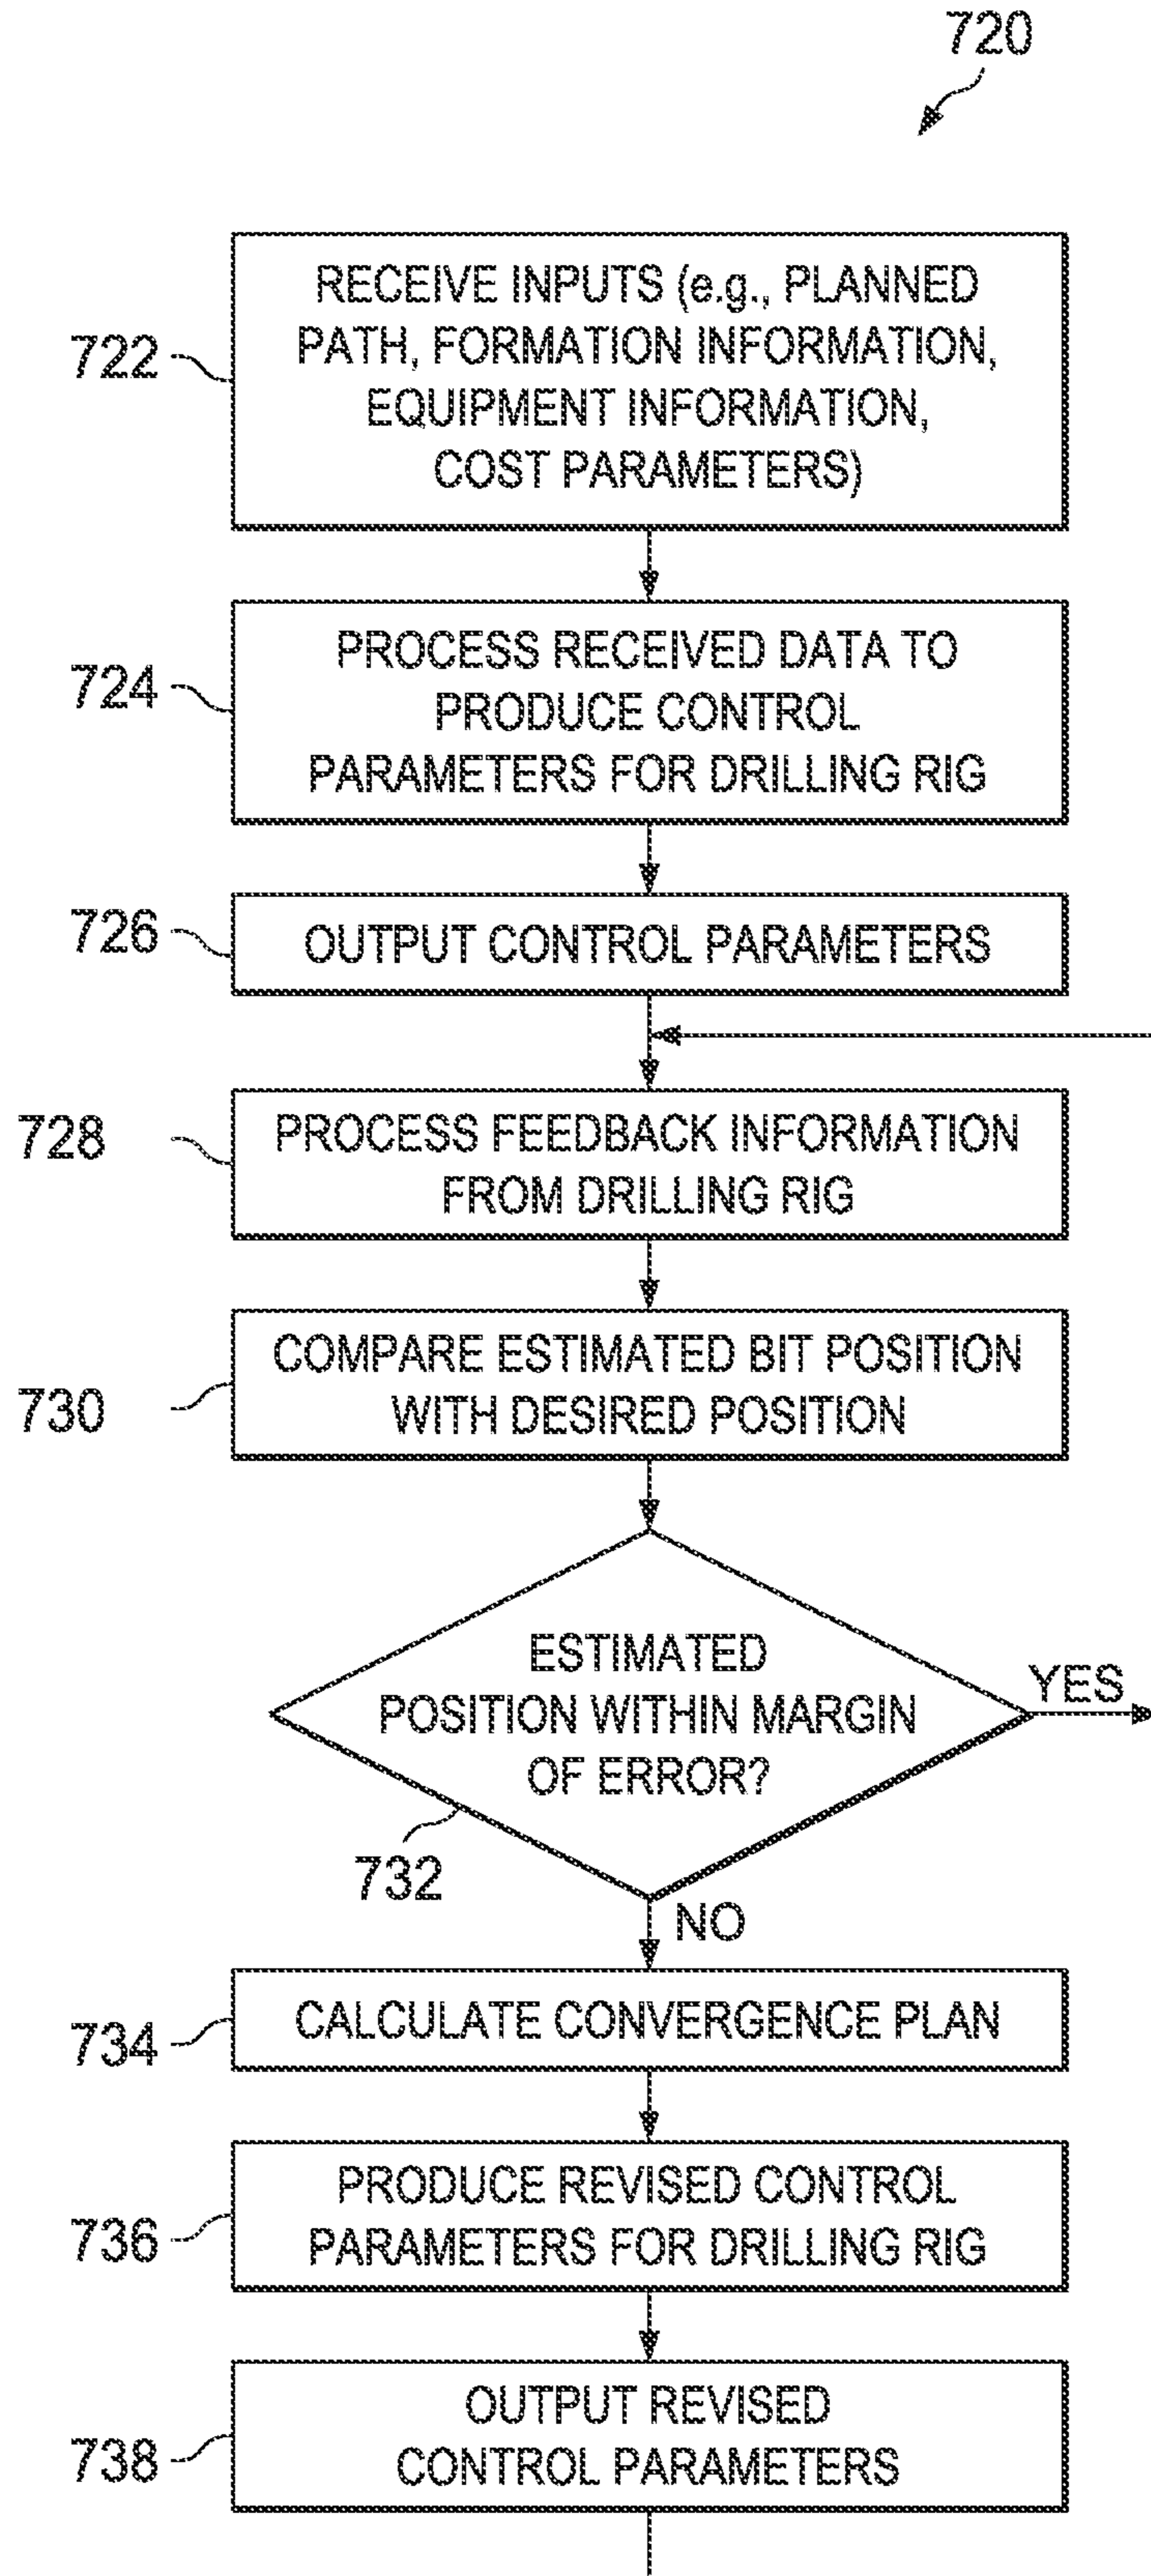 720
722
RECEIVE INPUTS (e.g., PLANNED
PATH, FORMATION INFORMATION,
EQUIPMENT INFORMATION,
COST PARAMETERS)
724
PROCESS RECEIVED DATA TO
PRODUCE CONTROL
PARAMETERS FOR DRILLING RIG
726
OUTPUT CONTROL PARAMETERS
728
PROCESS FEEDBACK INFORMATION
FROM DRILLING RIG
730
COMPARE ESTIMATED BIT POSITION
WITH DESIRED POSITION
ESTIMATED
POSITION WITHIN MARGIN
OF ERROR?
YES
732
NO
734
CALCULATE CONVERGENCE PLAN
736
PRODUCE REVISED CONTROL
PARAMETERS FOR DRILLING RIG
738
OUTPUT REVISED
CONTROL PARAMETERS